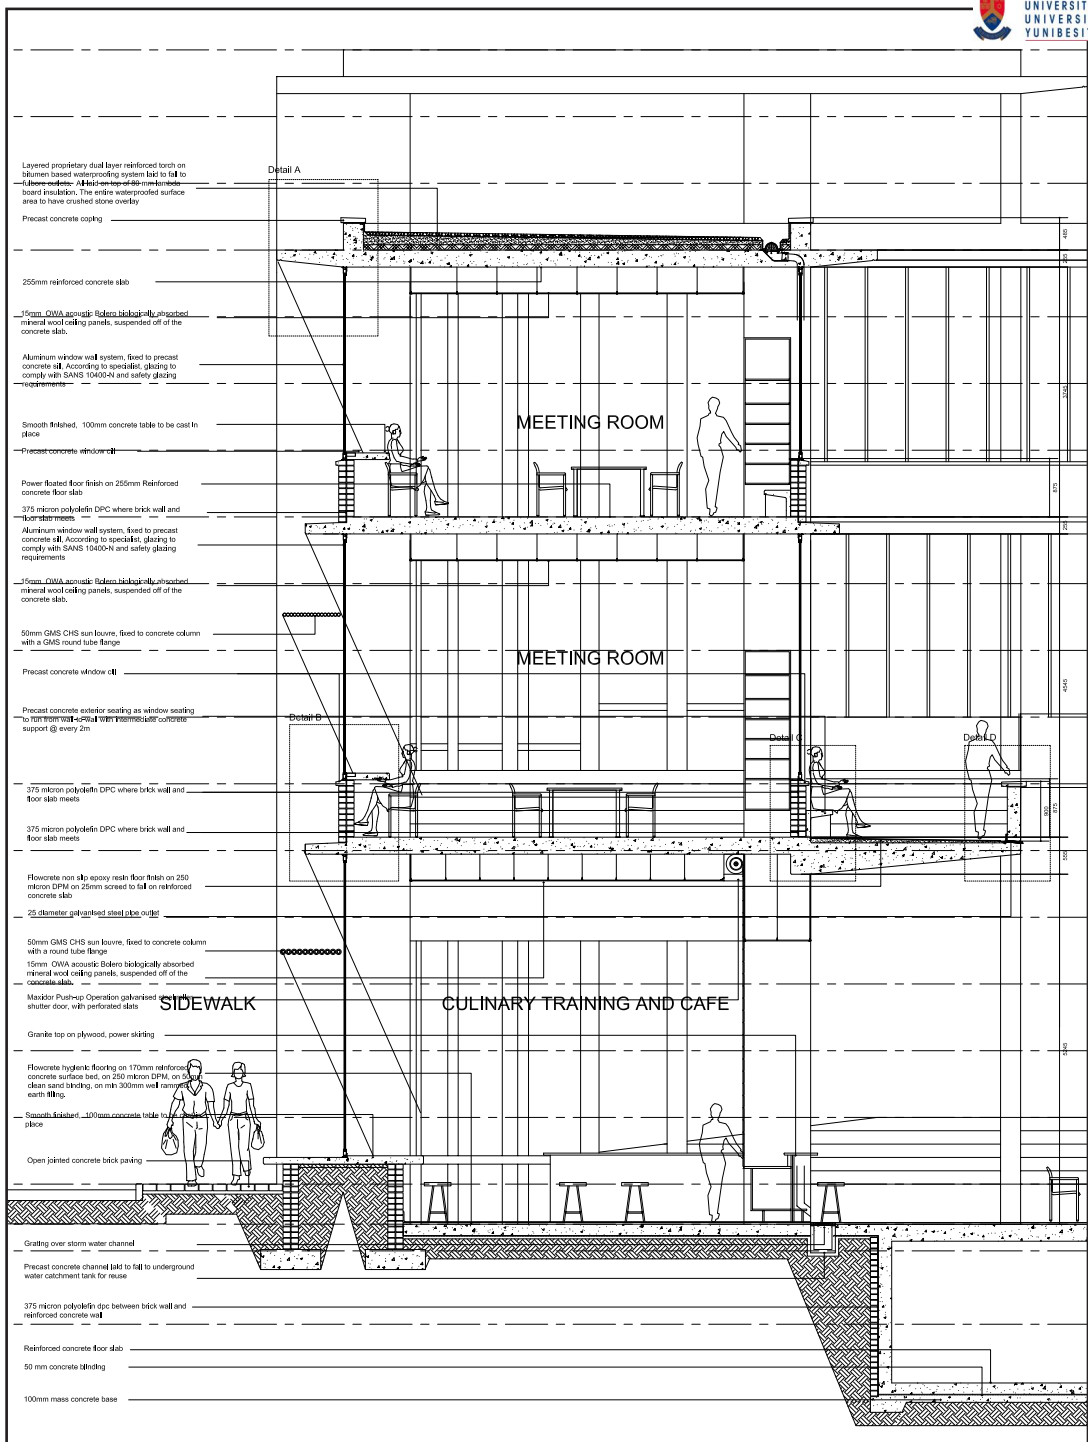 UNIVERSIT
UNIVERSI
YUNIBESI
Layered proprietary dual layer reinforced torch on
bitumen based waterproofing system laid to fall to
fulbore outlets. All laid on top of 80 mm lambda
board insulation. The entire waterproofed surface
area to have crushed stone overlay
Detail A
Precast concrete coping
485
255
255mm reinforced concrete slab
15mm OWA acoustic Bolero biologically absorbed
mineral wool ceiling panels, suspended off of the
concrete slab.
Aluminum window wall system, fixed to precast
concrete sill, According to specialist, glazing to
comply with SANS 10400-N and safety glazing
requirements
3745
MEETING ROOM
Smooth finished, 100mm concrete table to be cast in
place
Precast concrete window cill
Power floated floor finish on 255mm Reinforced
concrete floor slab
875
375 micron polyolefin DPC where brick wall and
floor slab meets
Aluminum window wall system, fixed to precast
concrete sill, According to specialist, glazing to
comply with SANS 10400-N and safety glazing
requirements
15mm OWA acoustic Bolero biologically absorbed
mineral wool ceiling panels, suspended off of the
concrete slab.
50mm GMS CHS sun louvre, fixed to concrete column
with a GMS round tube flange
MEETING ROOM
Precast concrete window cill
4545
Precast concrete exterior seating as window seating
to run from wall-to-wall with intermediate concrete
support @ every 2m
Detail C
Detail D
375 micron polyolefin DPC where brick wall and
floor slab meets
900
875
375 micron polyolefin DPC where brick wall and
floor slab meets
Flowcrete non slip epoxy resin floor finish on 250
micron DPM on 25mm screed to fall on reinforced
concrete slab
25 diameter galvanised steel pipe outlet
50mm GMS CHS sun louvre, fixed to concrete column
with a round tube flange
15mm OWA acoustic Bolero biologically absorbed
mineral wool ceiling panels, suspended off of the
concrete slab.
Maxidor Push-up Operation galvanised steel
shutter door, with perforated slats
SIDEWALK
CULINARY TRAINING AND CAFE
Granite top on plywood, power skirting
Flowcrete hygienic flooring on 170mm reinforced
concrete surface bed, on 250 micron DPM, on 50mm
clean sand binding, on min 300mm well rammed
earth filling.
5245
Smooth finished, 100mm concrete table to be
place
Open jointed concrete brick paving
Grating over storm water channel
Precast concrete channel laid to fall to underground
water catchment tank for reuse
375 micron polyolefin dpc between brick wall and
reinforced concrete wall
Reinforced concrete floor slab
50 mm concrete blinding
100mm mass concrete base